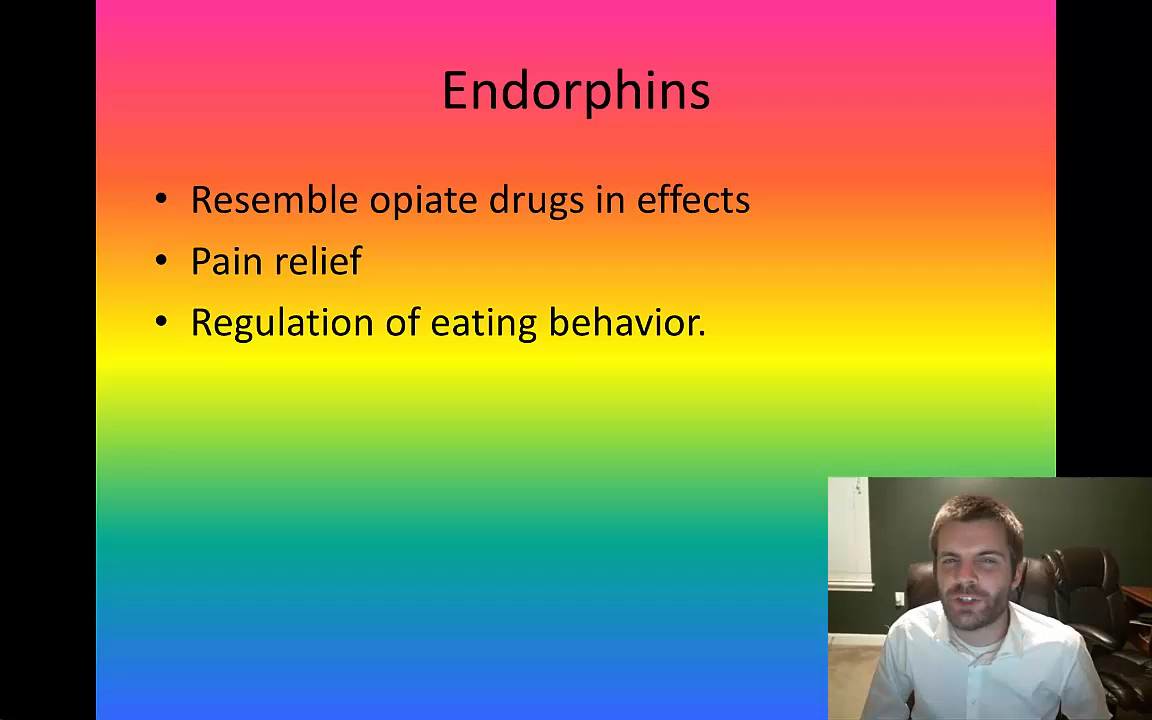 Endorphins
• Resemble opiate drugs in effects
• Pain relief
• Regulation of eating behavior.